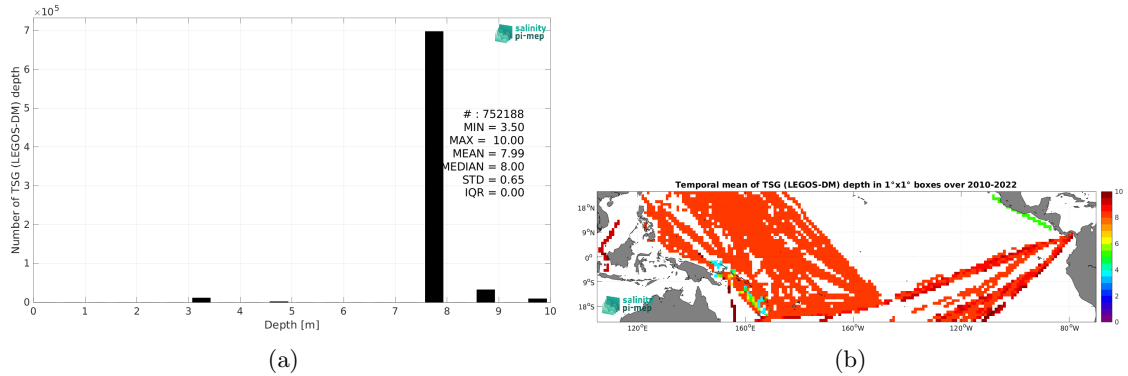 ×10⁵
7
6
5
4
3
2
1
0
Number of TSG (LEGOS-DM) depth
salinity
pi-mep
# : 752188
MIN = 3.50
MAX = 10.00
MEAN = 7.99
MEDIAN = 8.00
STD = 0.65
IQR = 0.00
0 1 2 3 4 5 6 7 8 9 10
Depth [m]
(a)
Temporal mean of TSG (LEGOS-DM) depth in 1°x1° boxes over 2010-2022
18°N
9°N
0°
9°S
18°S
salinity
pi-mep
120°E 160°E 160°W 120°W 80°W
10
8
6
4
2
0
(b)